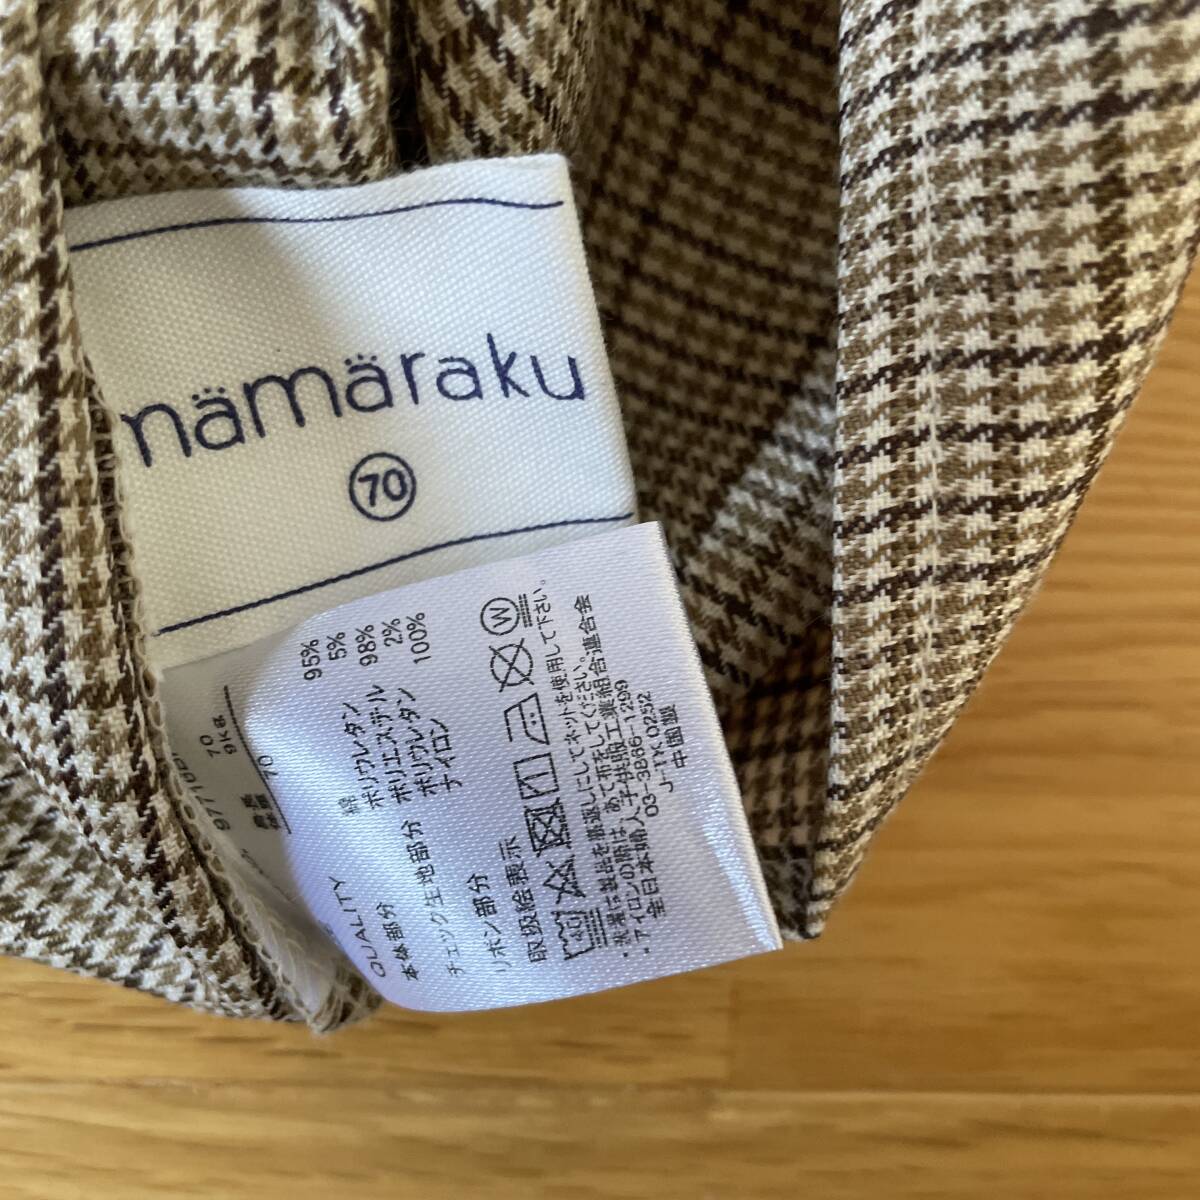 nämäraku
70
70
9Kg
70
QUALITY
本体部分 綿 95%
ポリウレタン 5%
チェック生地部分 ポリエステル 98%
ポリウレタン 2%
リボン部分 ナイロン 100%
取扱絵表示
40 W
・洗濯は製品を裏返しにしてネットを使用して下さい。
・アイロンの際は、あて布をしてください。
全日本婦人子供服工業組合連合会
03-3866-1299
J-TK 0252
中国製